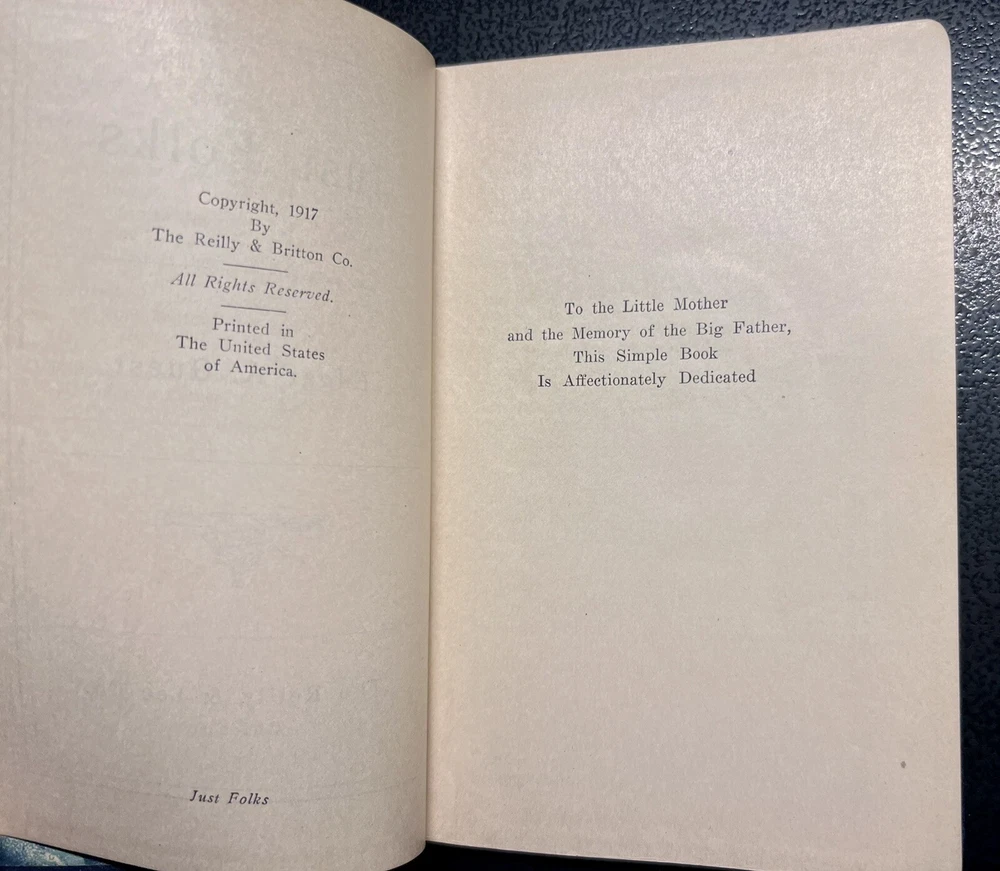 Copyright, 1917
By
The Reilly & Britton Co.
All Rights Reserved.
Printed in
The United States
of America.
Just Folks
To the Little Mother
and the Memory of the Big Father,
This Simple Book
Is Affectionately Dedicated